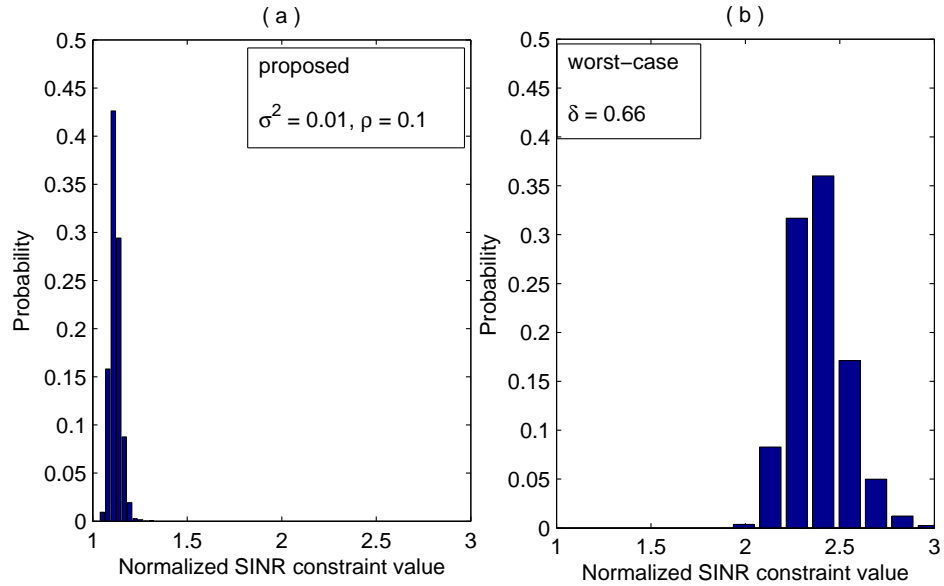 ( a )
0.5
0.45
0.4
0.35
0.3
0.25
0.2
0.15
0.1
0.05
0
Probability
proposed
σ² = 0.01, ρ = 0.1
1 1.5 2 2.5 3
Normalized SINR constraint value
( b )
0.5
0.45
0.4
0.35
0.3
0.25
0.2
0.15
0.1
0.05
0
Probability
worst−case
δ = 0.66
1 1.5 2 2.5 3
Normalized SINR constraint value